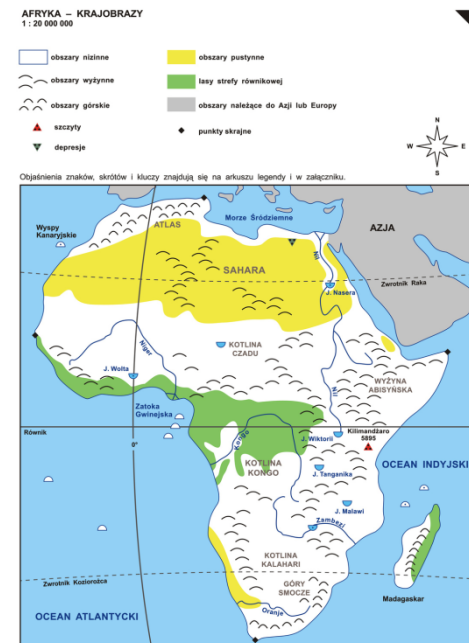 AFRYKA – KRAJOBRAZY
1 : 20 000 000
obszary nizinne
obszary pustynne
obszary wyżynne
lasy strefy równikowej
obszary górskie
obszary należące do Azji lub Europy
szczyty
punkty skrajne
depresje
N
W
E
S
Objaśnienia znaków, skrótów i kluczy znajdują się na arkuszu legendy i w załączniku.
Morze Śródziemne
ATLAS
AZJA
Wyspy
Kanaryjskie
SAHARA
Nil
Zwrotnik Raka
J. Nasera
KOTLINA
CZADU
Niger
J. Wolta
WYŻYNA
ABISYŃSKA
Nil
Zatoka
Gwinejska
Równik
0°
Kilimandżaro
5895
J. Wiktorii
Kongo
KOTLINA
KONGO
OCEAN INDYJSKI
J. Tanganika
J. Malawi
Zambezi
KOTLINA
KALAHARI
Zwrotnik Koziorożca
GÓRY
SMOCZE
Madagaskar
Oranje
OCEAN ATLANTYCKI